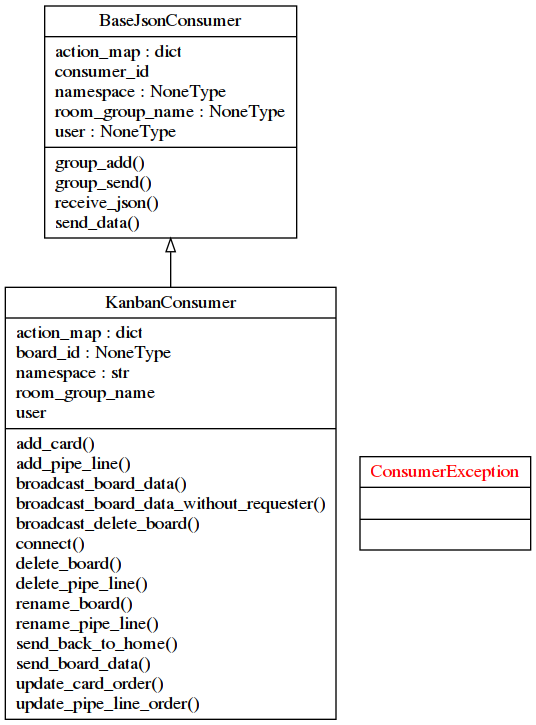 BaseJsonConsumer
action_map : dict
consumer_id
namespace : NoneType
room_group_name : NoneType
user : NoneType
group_add()
group_send()
receive_json()
send_data()
KanbanConsumer
action_map : dict
board_id : NoneType
namespace : str
room_group_name
user
add_card()
add_pipe_line()
broadcast_board_data()
broadcast_board_data_without_requester()
broadcast_delete_board()
connect()
delete_board()
delete_pipe_line()
rename_board()
rename_pipe_line()
send_back_to_home()
send_board_data()
update_card_order()
update_pipe_line_order()
ConsumerException